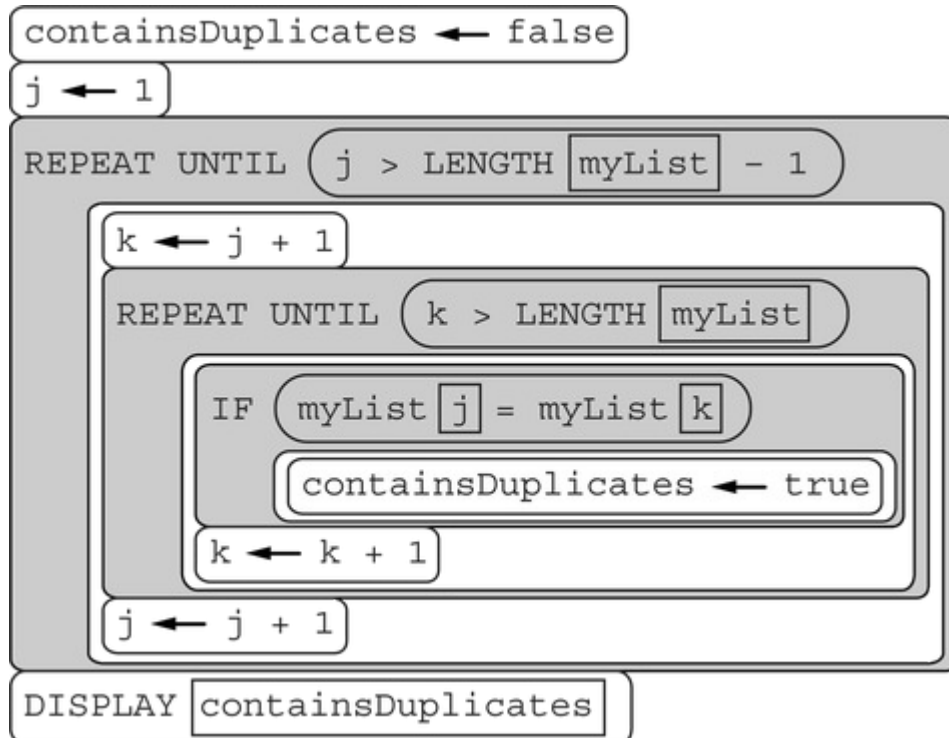 containsDuplicates ← false
j ← 1
REPEAT UNTIL j > LENGTH myList - 1
k ← j + 1
REPEAT UNTIL k > LENGTH myList
IF myList j = myList k
containsDuplicates ← true
k ← k + 1
j ← j + 1
DISPLAY containsDuplicates